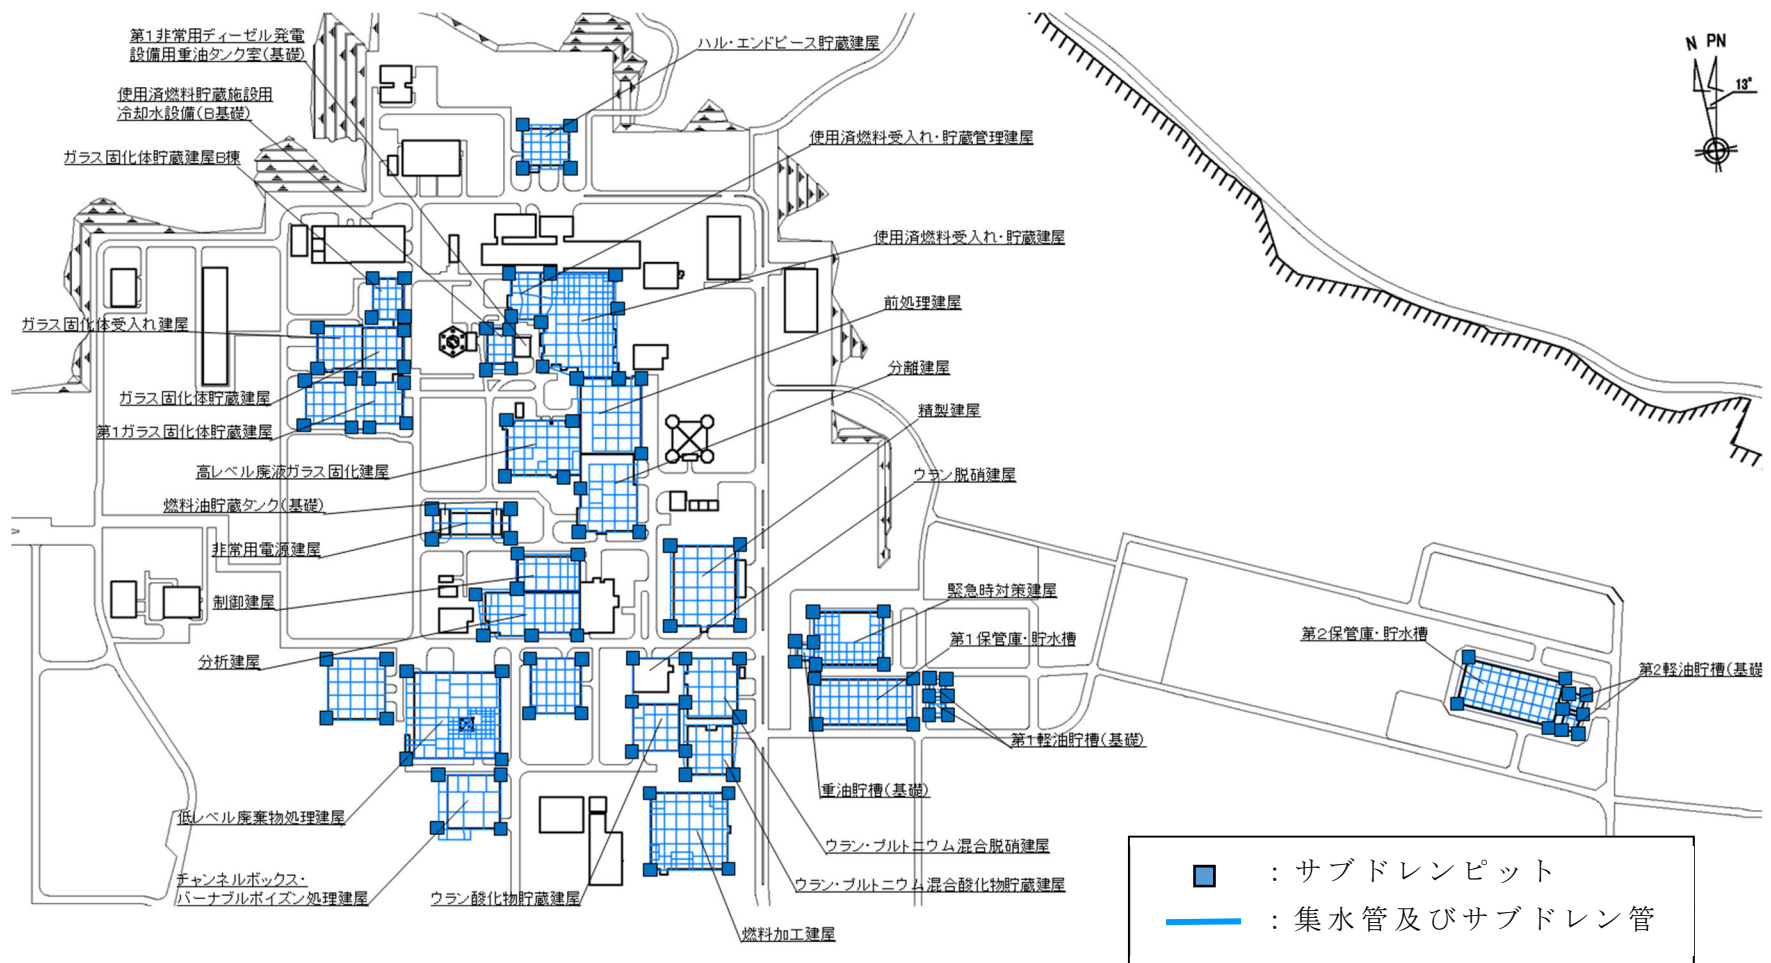 第1非常用ディーゼル発電
設備用重油タンク室(基礎)
ハル・エンドピース貯蔵建屋
N PN
13°
使用済燃料貯蔵施設用
冷却水設備(B基礎)
使用済燃料受入れ・貯蔵管理建屋
ガラス固化体貯蔵建屋B棟
使用済燃料受入れ・貯蔵建屋
前処理建屋
ガラス固化体受入れ建屋
分離建屋
ガラス固化体貯蔵建屋
精製建屋
第1ガラス固化体貯蔵建屋
高レベル廃液ガラス固化建屋
ウラン脱硝建屋
燃料油貯蔵タンク(基礎)
非常用電源建屋
制御建屋
緊急時対策建屋
第1保管庫・貯水槽
第2保管庫・貯水槽
分析建屋
第2軽油貯槽(基礎
第1軽油貯槽(基礎)
重油貯槽(基礎)
低レベル廃棄物処理建屋
ウラン・プルトニウム混合脱硝建屋
チャンネルボックス・
バーナブルポイズン処理建屋
ウラン酸化物貯蔵建屋
ウラン・プルトニウム混合酸化物貯蔵建屋
燃料加工建屋
：サブドレンピット
：集水管及びサブドレン管